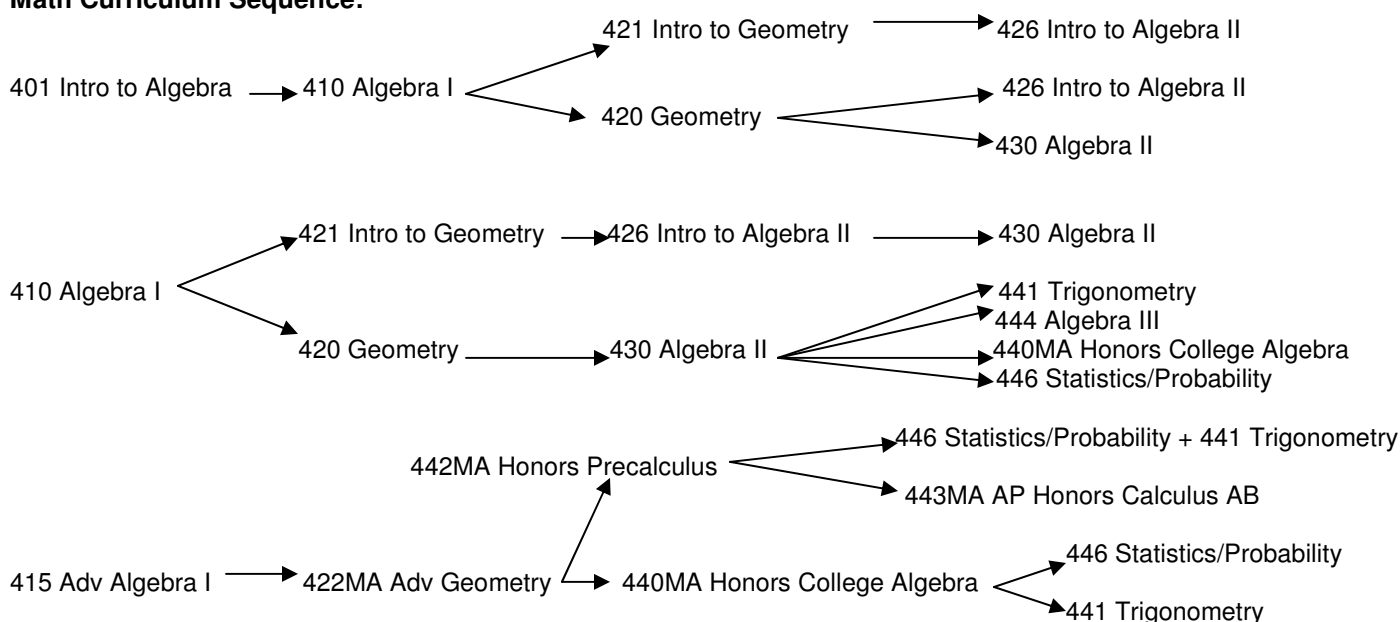 Math Curriculum Sequence:
421 Intro to Geometry 426 Intro to Algebra II
401 Intro to Algebra 410 Algebra I 426 Intro to Algebra II
420 Geometry
430 Algebra II
421 Intro to Geometry 426 Intro to Algebra II 430 Algebra II
410 Algebra I 441 Trigonometry
444 Algebra III
420 Geometry 430 Algebra II 440MA Honors College Algebra
446 Statistics/Probability
446 Statistics/Probability + 441 Trigonometry
442MA Honors Precalculus
443MA AP Honors Calculus AB
446 Statistics/Probability
415 Adv Algebra I 422MA Adv Geometry 440MA Honors College Algebra
441 Trigonometry